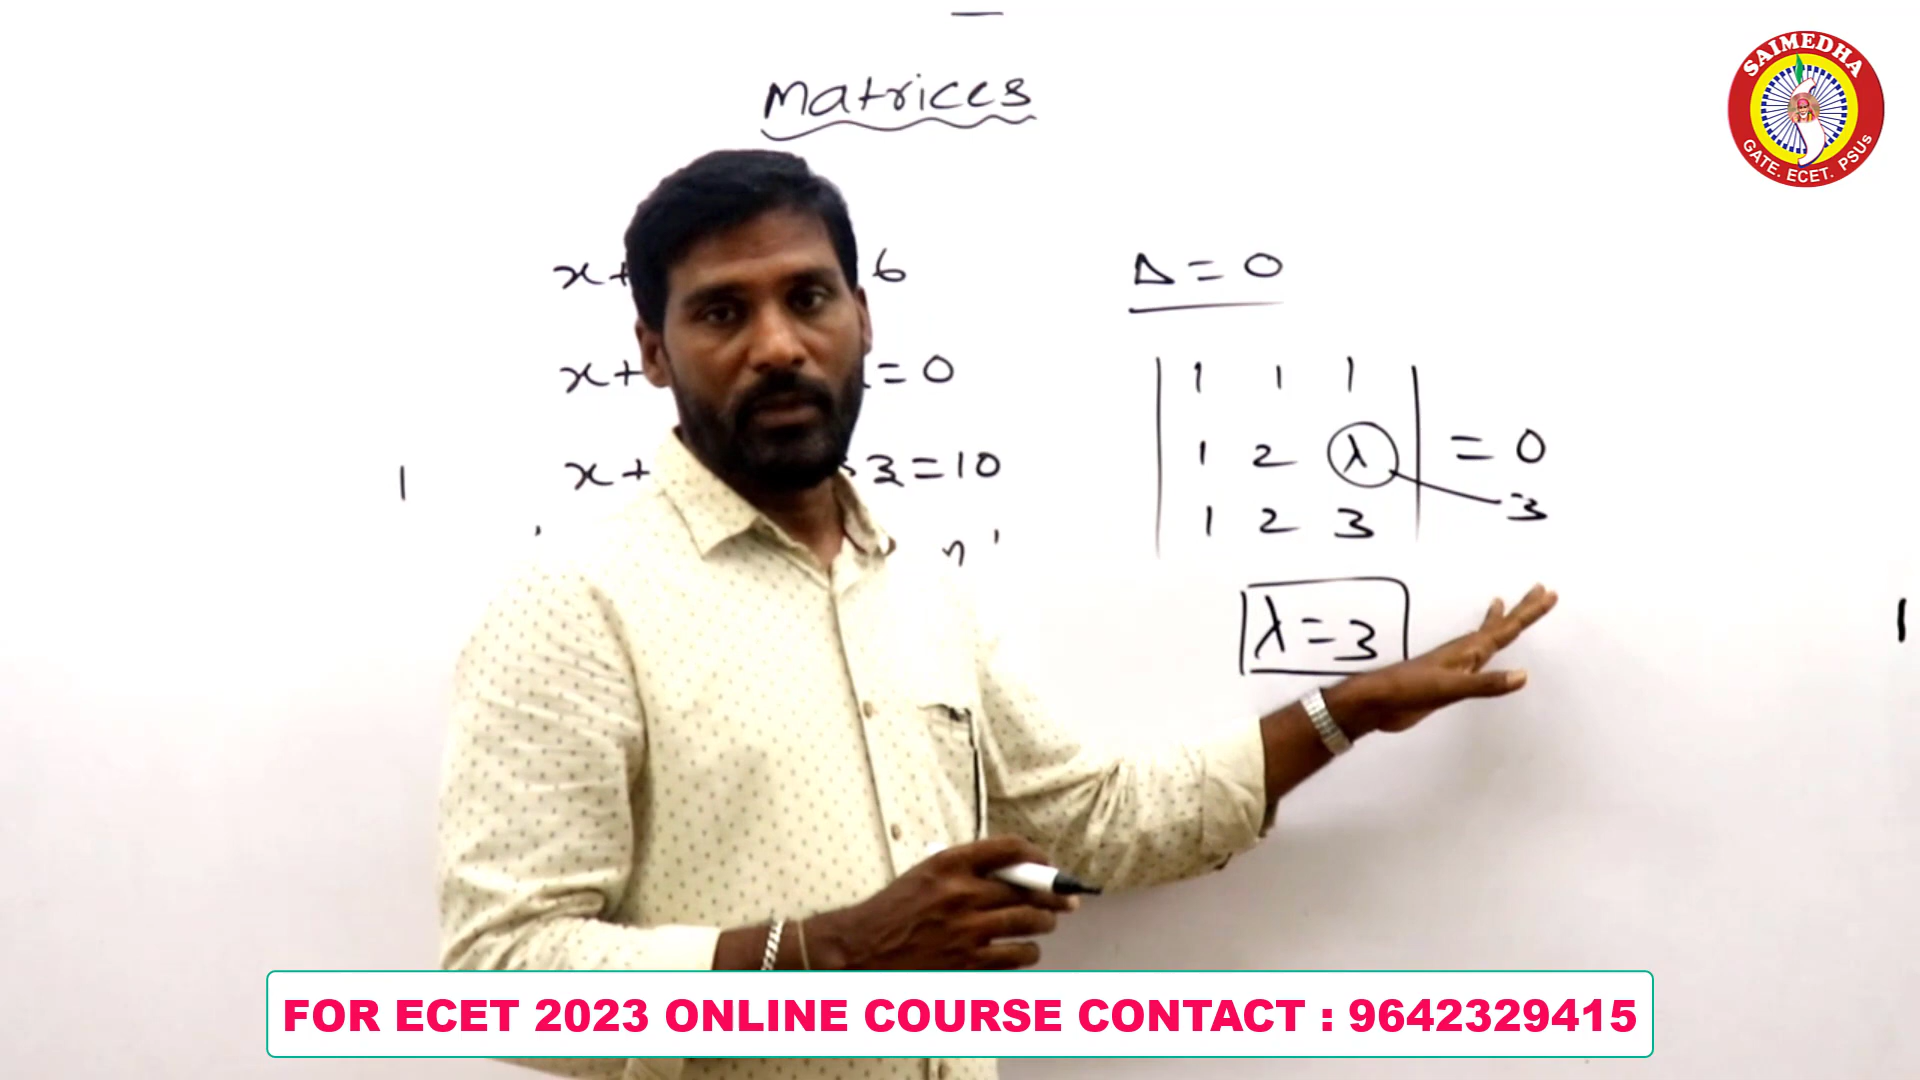 SAIMEDHA
GATE. ECET. PSUs
Matrices
x+ 6
x+ =0
x+ 3=10
1
Δ = 0
1 1 1
1 2 λ = 0
3
1 2 3
λ = 3
FOR ECET 2023 ONLINE COURSE CONTACT : 9642329415